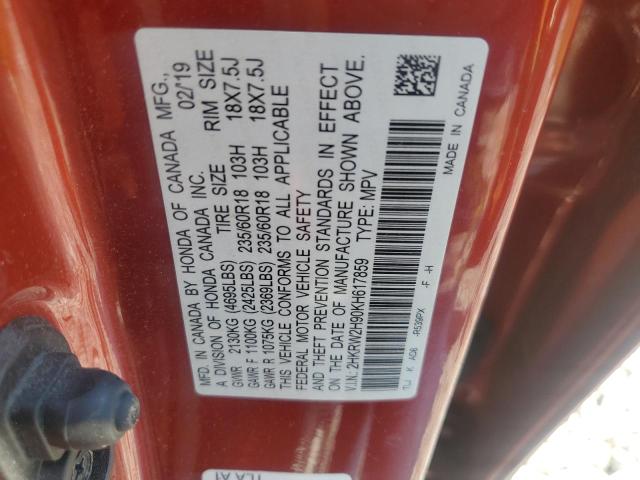 MFD. IN CANADA BY HONDA OF CANADA MFG.,
A DIVISION OF HONDA CANADA INC. 02/'19
TIRE SIZE RIM SIZE
GVWR 2130KG (4695LBS)
GAWR F 1100KG (2425LBS) 235/60R18 103H 18X7.5J
GAWR R 1075KG (2369LBS) 235/60R18 103H 18X7.5J
THIS VEHICLE CONFORMS TO ALL APPLICABLE
FEDERAL MOTOR VEHICLE SAFETY
AND THEFT PREVENTION STANDARDS IN EFFECT
ON THE DATE OF MANUFACTURE SHOWN ABOVE.
V.I.N.: 2HKRW2H90KH617859 TYPE: MPV
TLJ K AD6 -R539PX -F -H
MADE IN CANADA